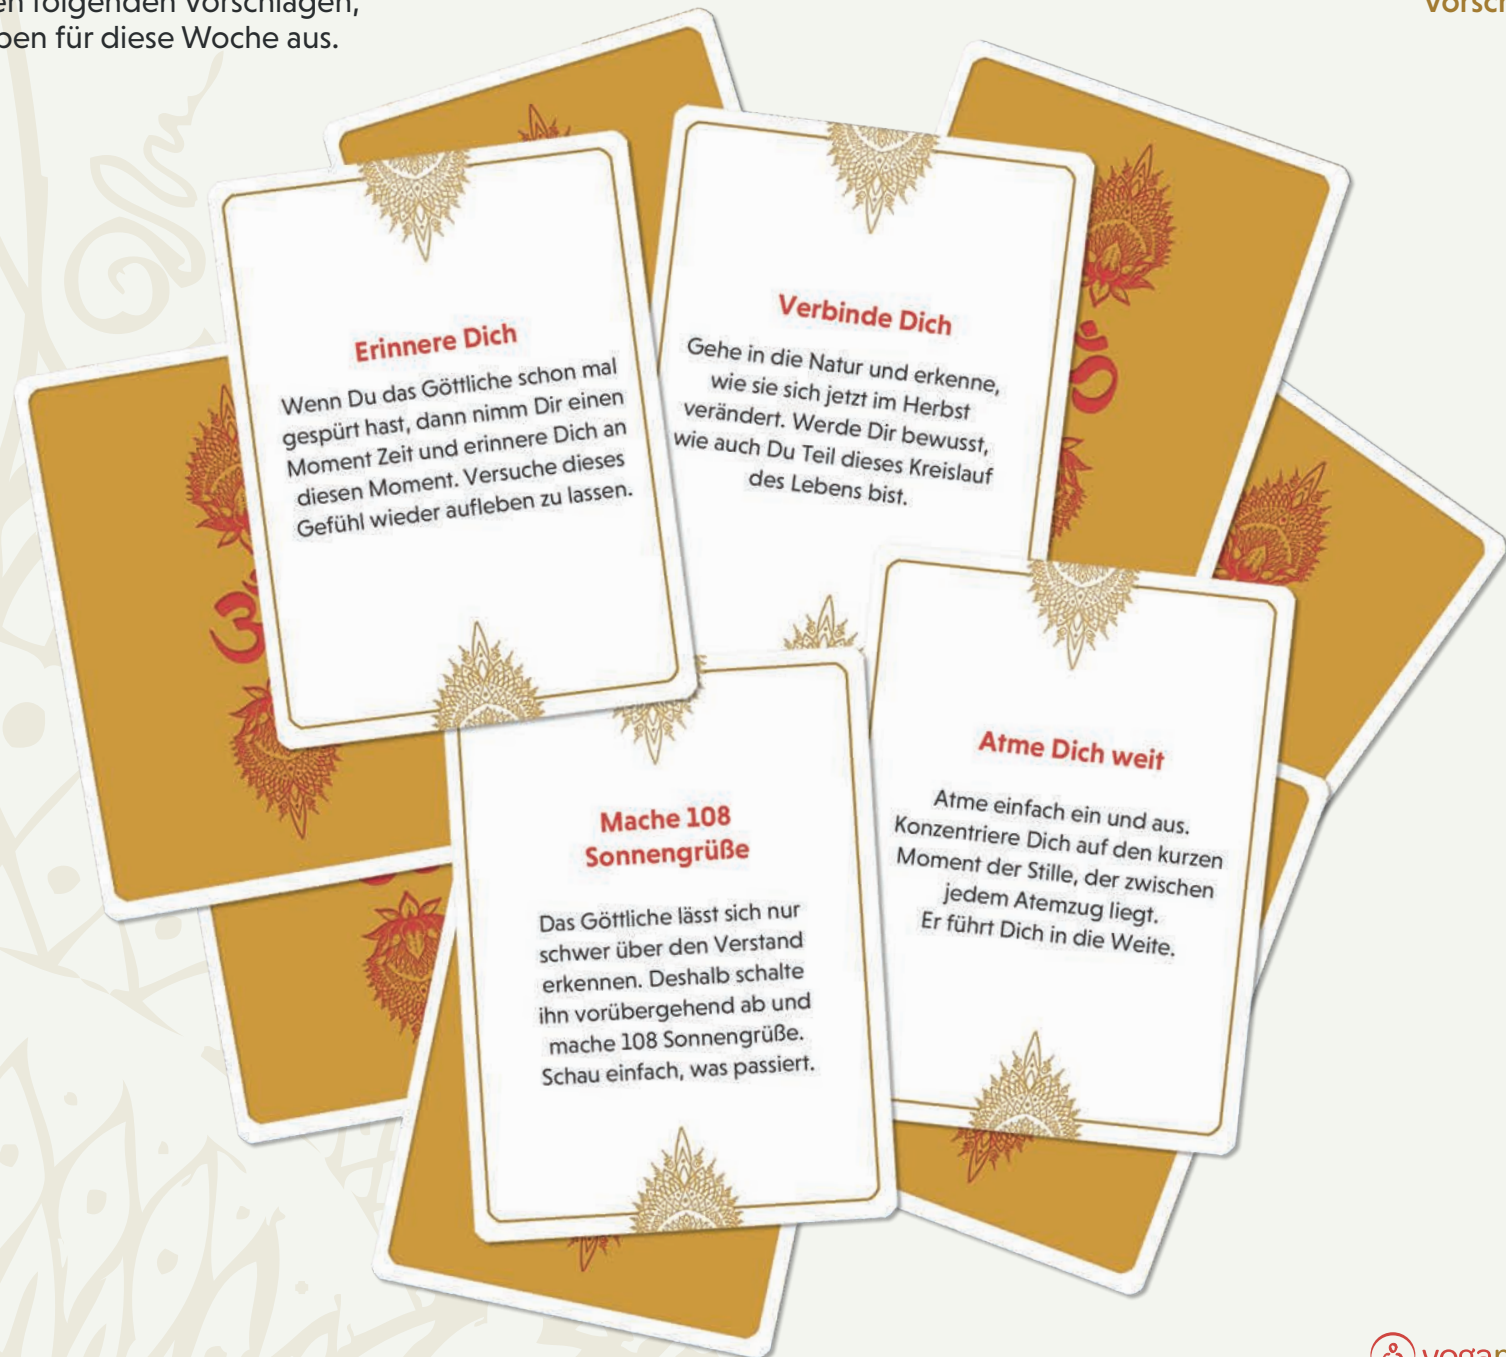 folgenden Vorschlägen,
für diese Woche aus.
Erinnere Dich
Wenn Du das Göttliche schon mal
gespürt hast, dann nimm Dir einen
Moment Zeit und erinnere Dich an
diesen Moment. Versuche dieses
Gefühl wieder aufleben zu lassen.
Verbinde Dich
Gehe in die Natur und erkenne,
wie sie sich jetzt im Herbst
verändert. Werde Dir bewusst,
wie auch Du Teil dieses Kreislauf
des Lebens bist.
Mache 108
Sonnengrüße
Das Göttliche lässt sich nur
schwer über den Verstand
erkennen. Deshalb schalte
ihn vorübergehend ab und
mache 108 Sonnengrüße.
Schau einfach, was passiert.
Atme Dich weit
Atme einfach ein und aus.
Konzentriere Dich auf den kurzen
Moment der Stille, der zwischen
jedem Atemzug liegt.
Er führt Dich in die Weite.
ॐ
ॐ